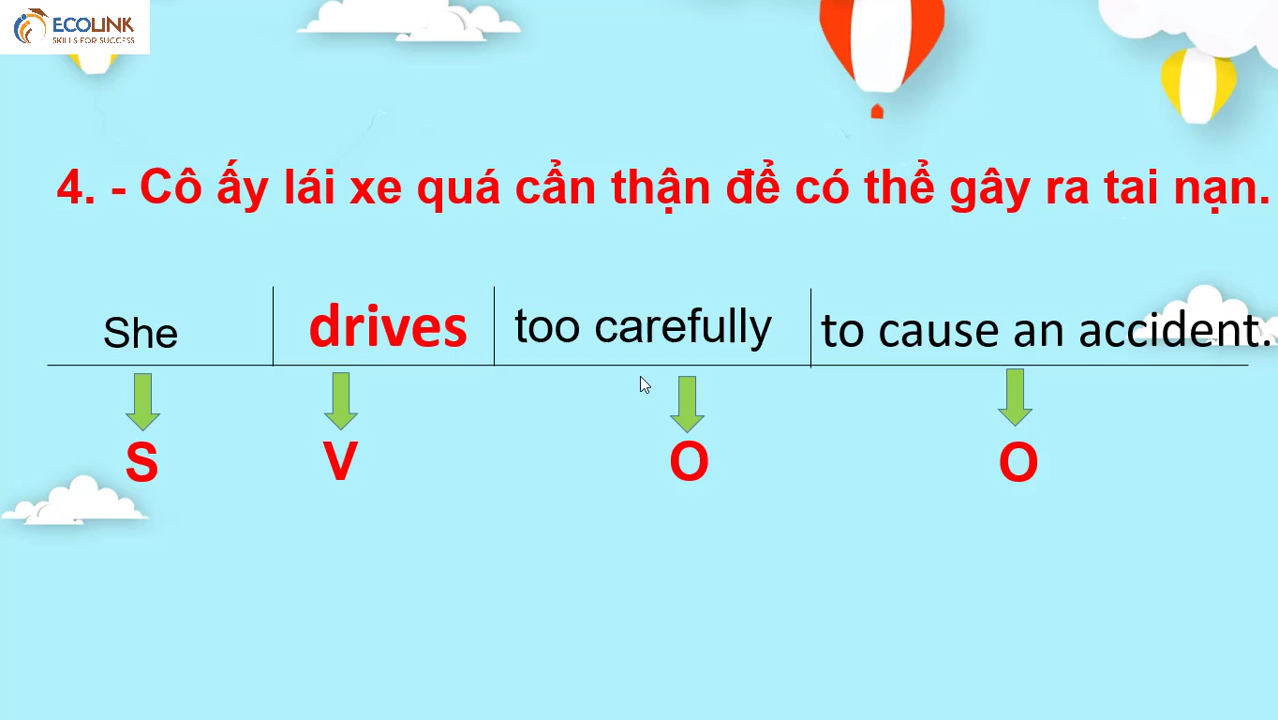 ECOLINK
SKILLS FOR SUCCESS
4. - Cô ấy lái xe quá cẩn thận để có thể gây ra tai nạn.
She drives too carefully to cause an accident.
S V O O